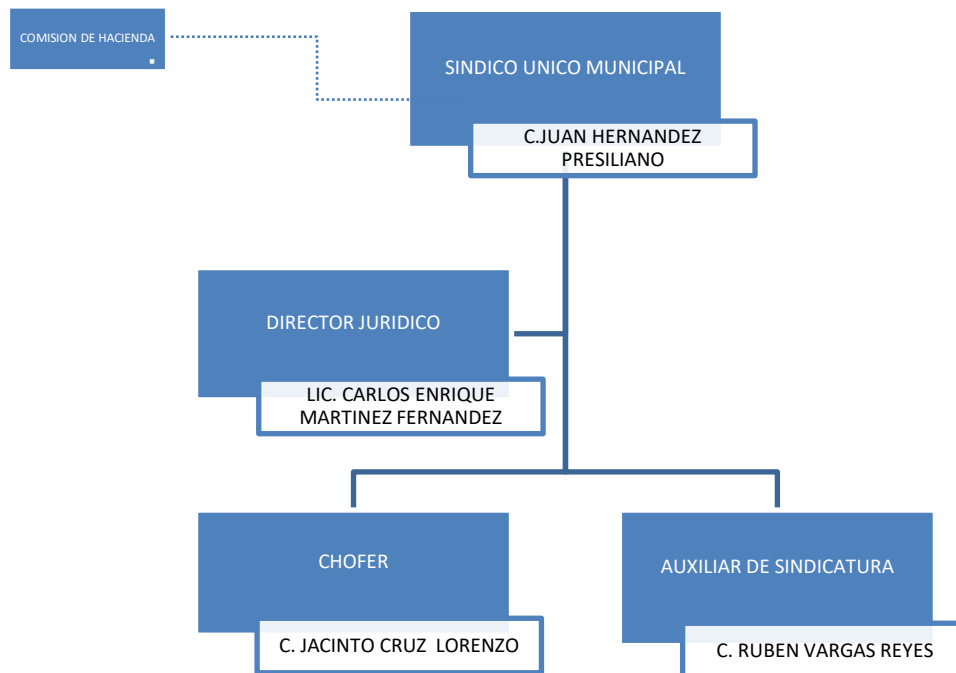 COMISION DE HACIENDA
SINDICO UNICO MUNICIPAL
C.JUAN HERNANDEZ
PRESILIANO
DIRECTOR JURIDICO
LIC. CARLOS ENRIQUE
MARTINEZ FERNANDEZ
CHOFER
C. JACINTO CRUZ  LORENZO
AUXILIAR DE SINDICATURA
C. RUBEN VARGAS REYES